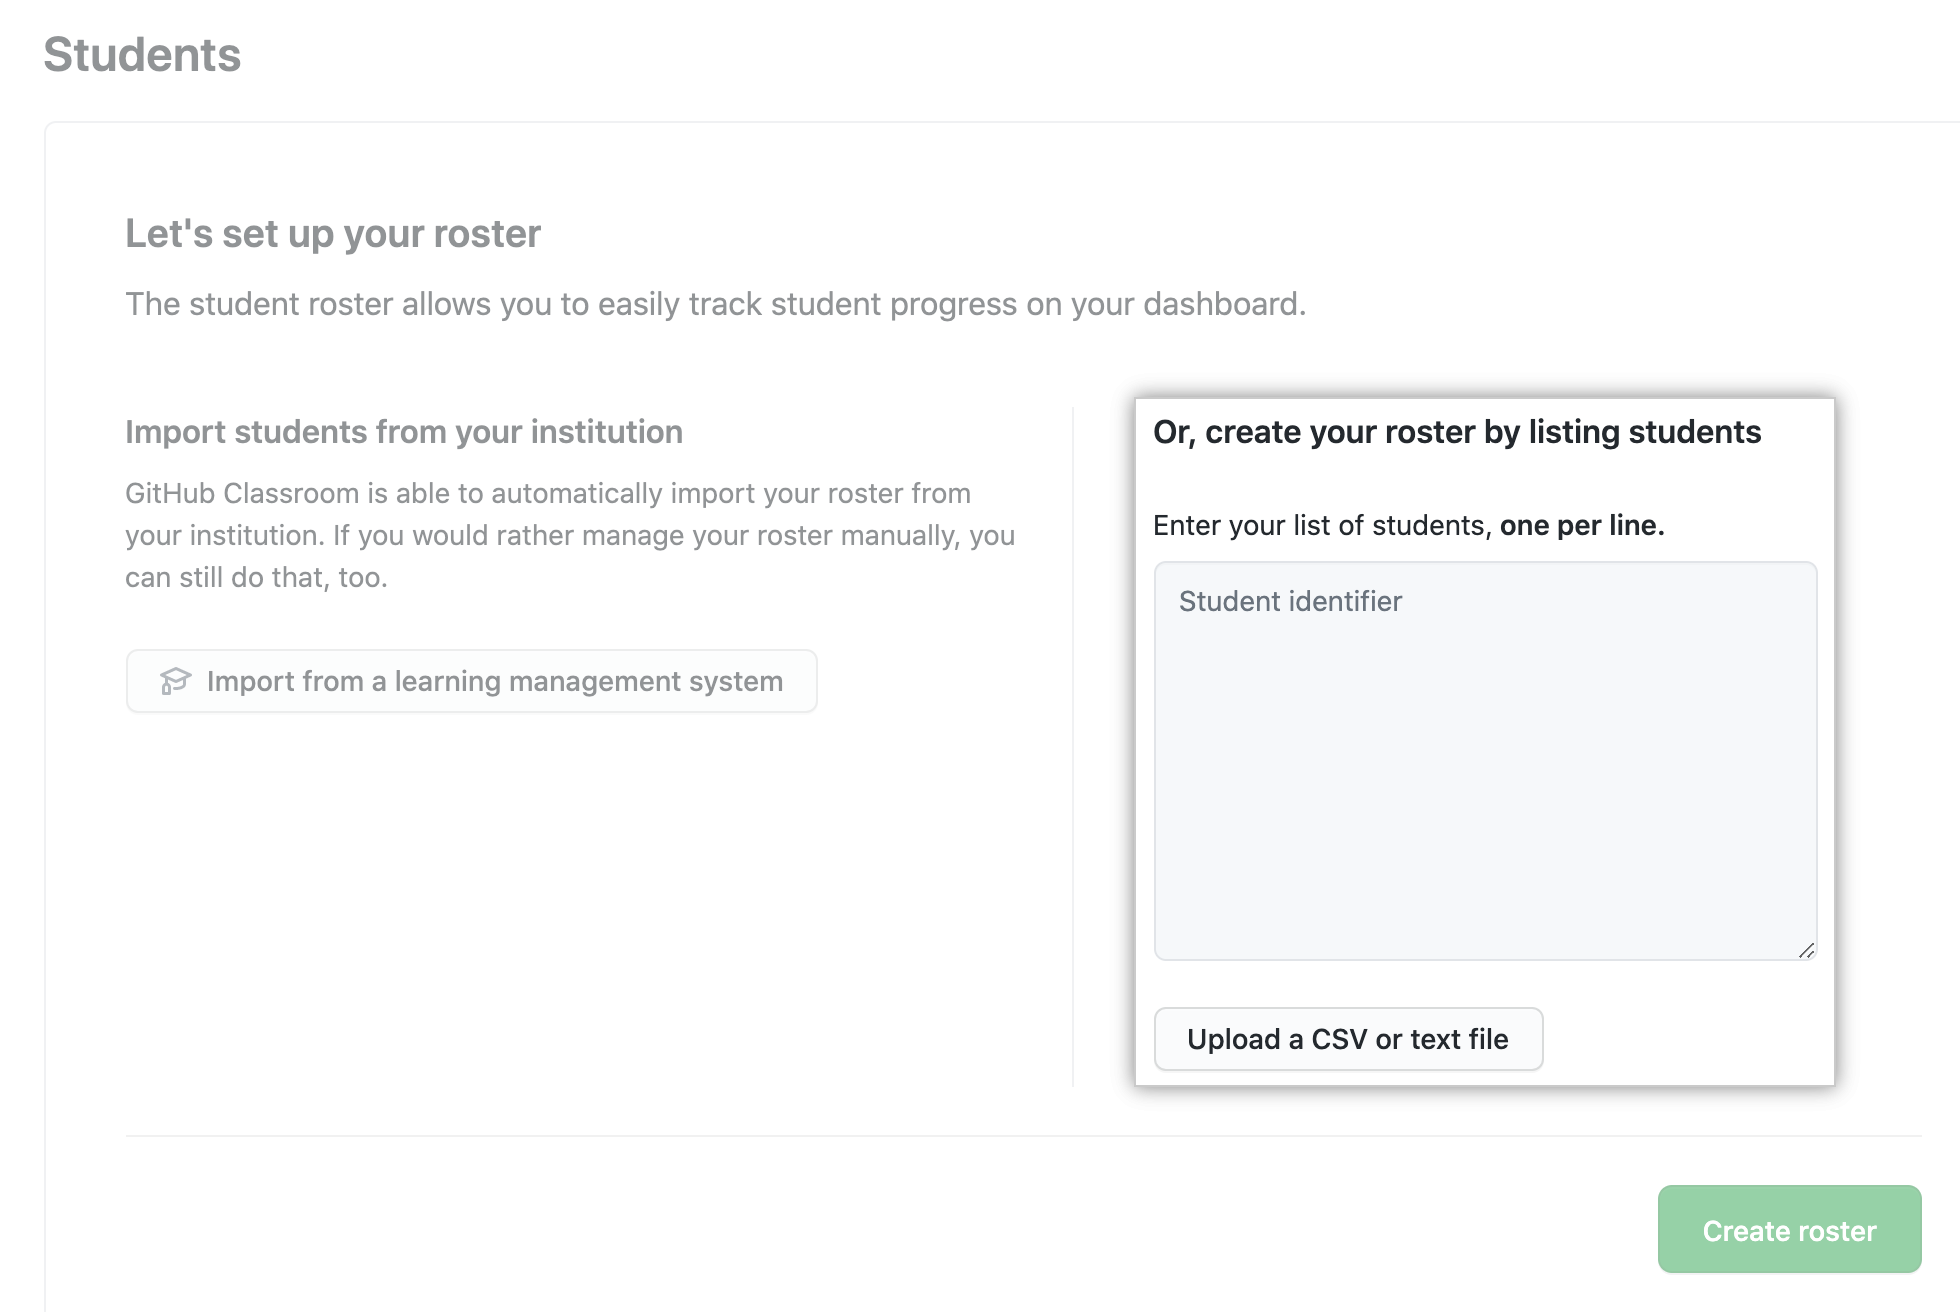 Students
Let's set up your roster
The student roster allows you to easily track student progress on your dashboard.
Import students from your institution
GitHub Classroom is able to automatically import your roster from
your institution. If you would rather manage your roster manually, you
can still do that, too.
Import from a learning management system
Or, create your roster by listing students
Enter your list of students, one per line.
Student identifier
Upload a CSV or text file
Create roster